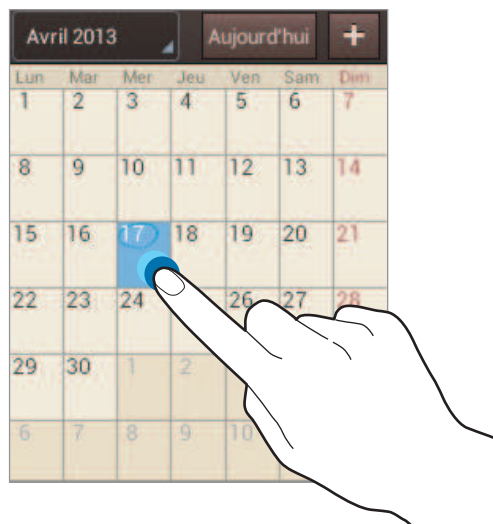 Avril 2013 Aujourd'hui +
Lun Mar Mer Jeu Ven Sam Dim
1 2 3 4 5 6 7
8 9 10 11 12 13 14
15 16 17 18 19 20 21
22 23 24 26 27 28
29 30 1 2
6 7 8 9 10